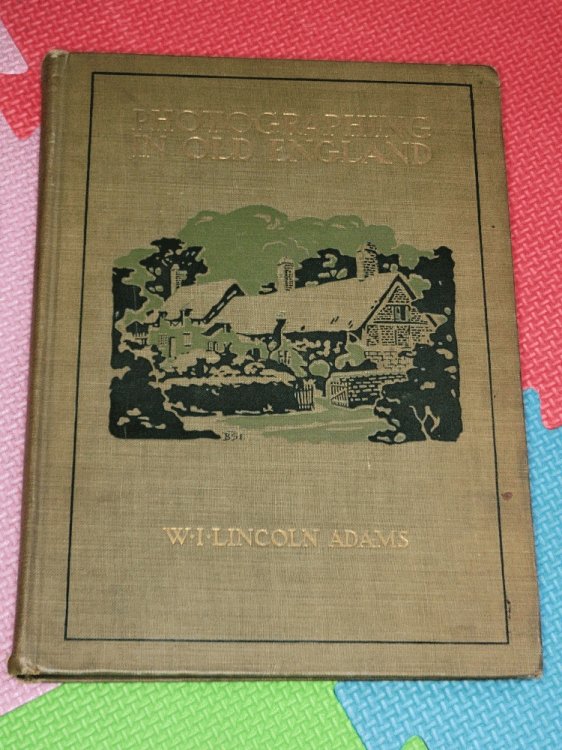 PHOTOGRAPHING
IN OLD ENGLAND
W·I·LINCOLN ADAMS